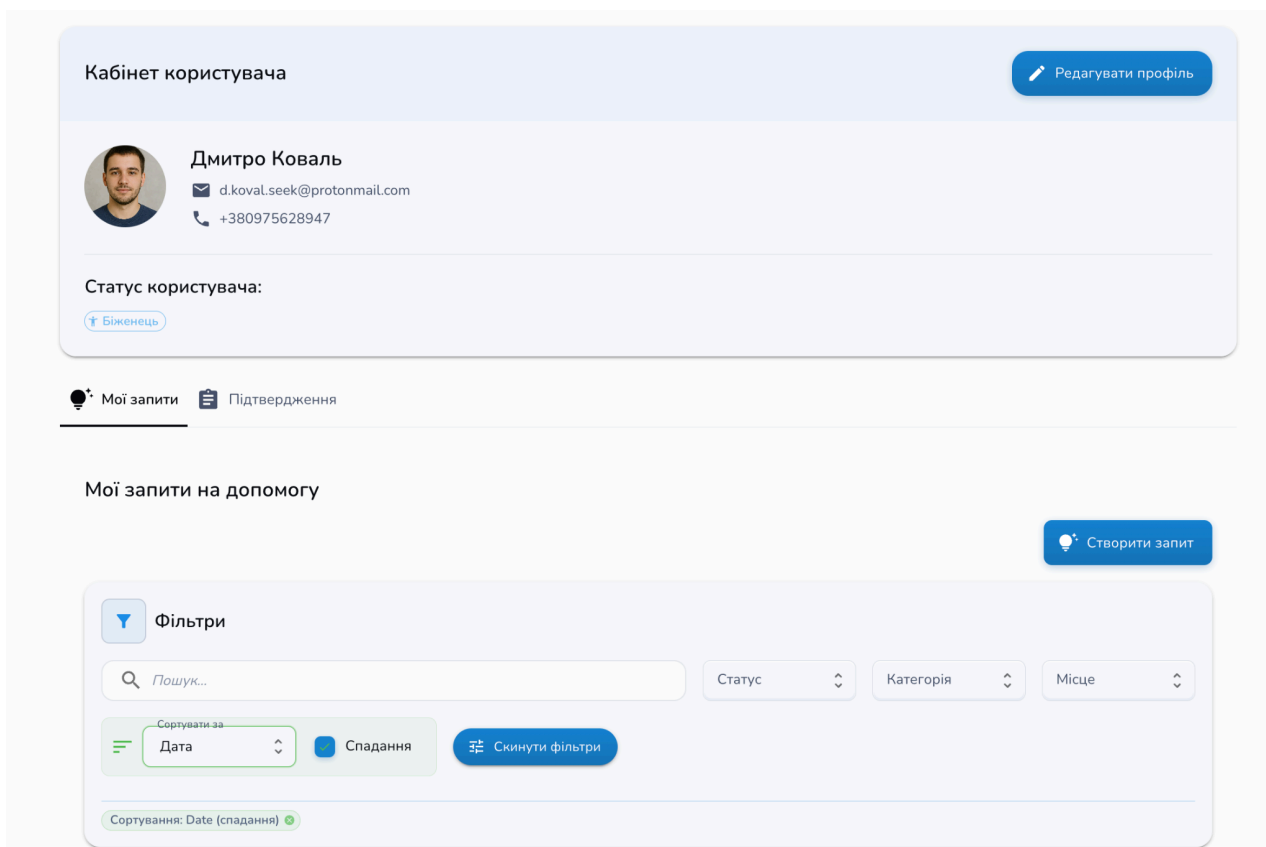 Кабінет користувача
Редагувати профіль
Дмитро Коваль
d.koval.seek@protonmail.com
+380975628947
Статус користувача:
Біженець
Мої запити Підтвердження
Мої запити на допомогу
Створити запит
Фільтри
Пошук... Статус Категорія Місце
Сортувати за
Дата Спадання Скинути фільтри
Сортування: Date (спадання)